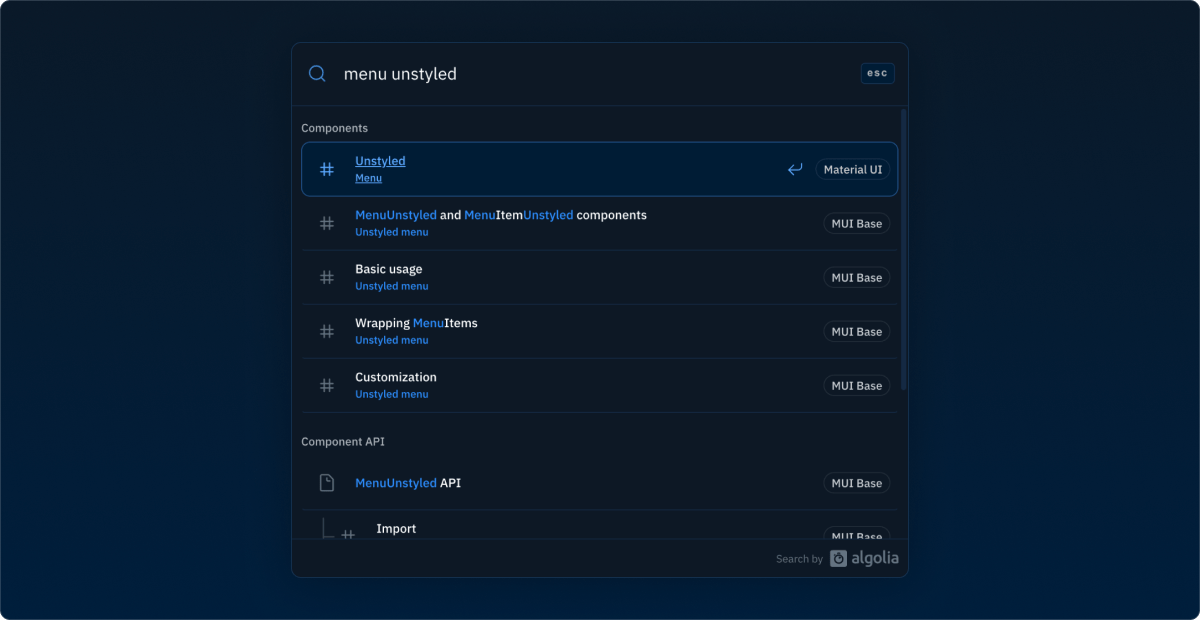 menu unstyled
esc
Components
Unstyled
Menu
Material UI
MenuUnstyled and MenuItemUnstyled components
Unstyled menu
MUI Base
Basic usage
Unstyled menu
MUI Base
Wrapping MenuItems
Unstyled menu
MUI Base
Customization
Unstyled menu
MUI Base
Component API
MenuUnstyled API
MUI Base
Import
MUI Base
Search by algolia